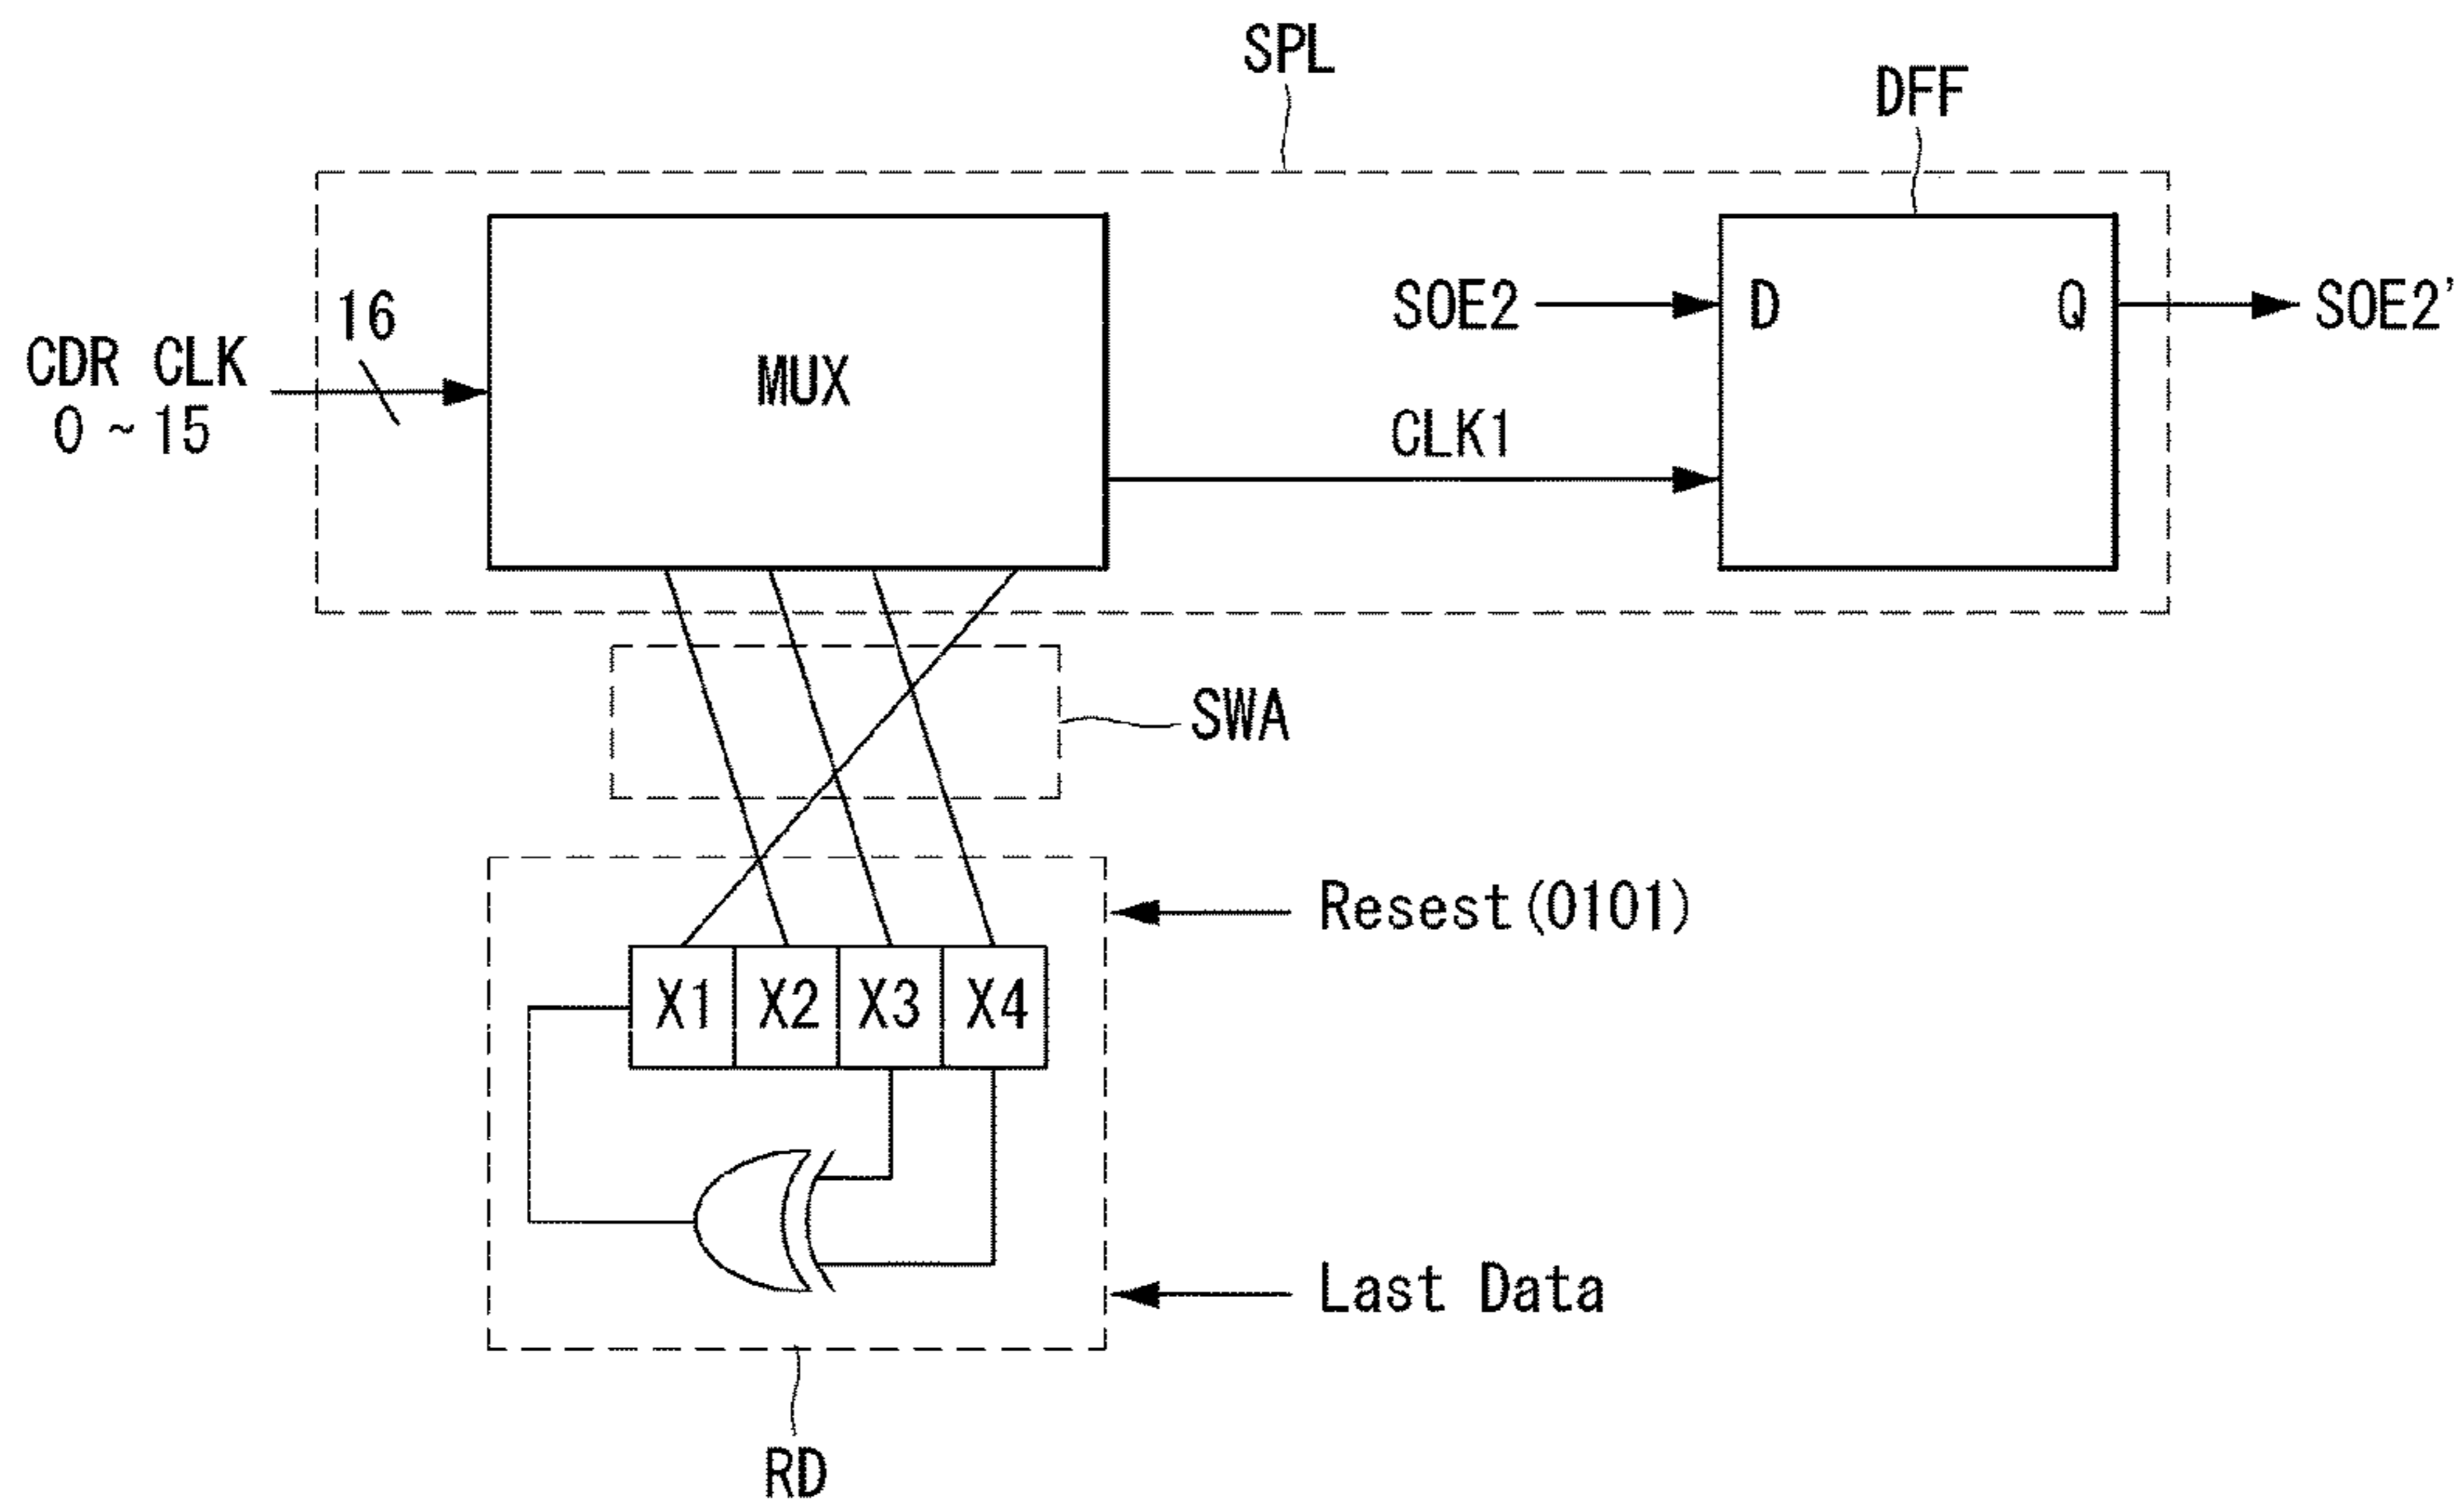 SPL
DFF
16
CDR CLK
0 ~ 15
MUX
SOE2
D
Q
SOE2'
CLK1
SWA
Resest(0101)
X1 X2 X3 X4
Last Data
RD